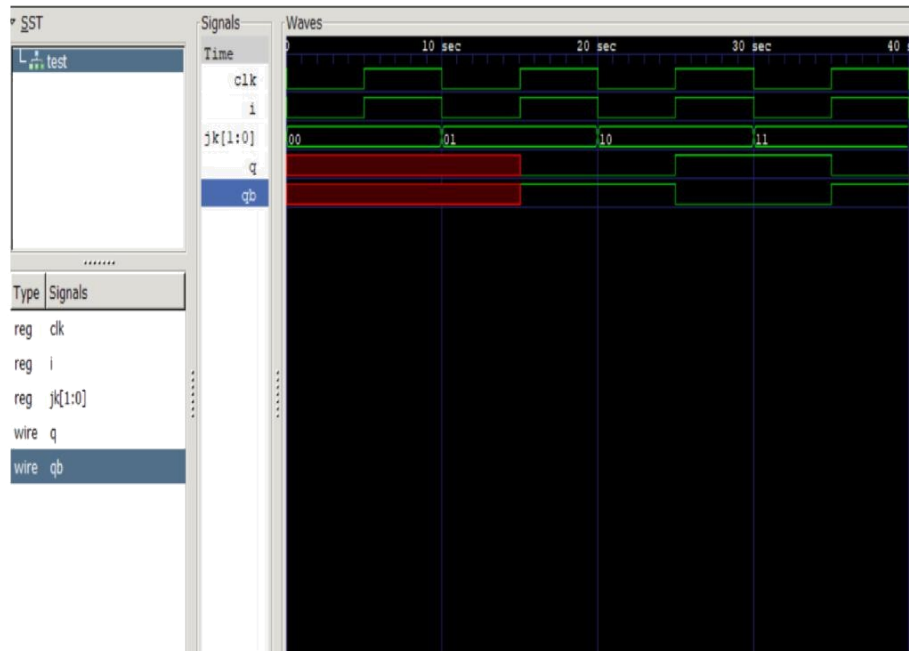 SST
test
Type Signals
reg clk
reg i
reg jk[1:0]
wire q
wire qb
Signals
Time
clk
i
jk[1:0]
q
qb
Waves
10 sec 20 sec 30 sec 40
00 01 10 11